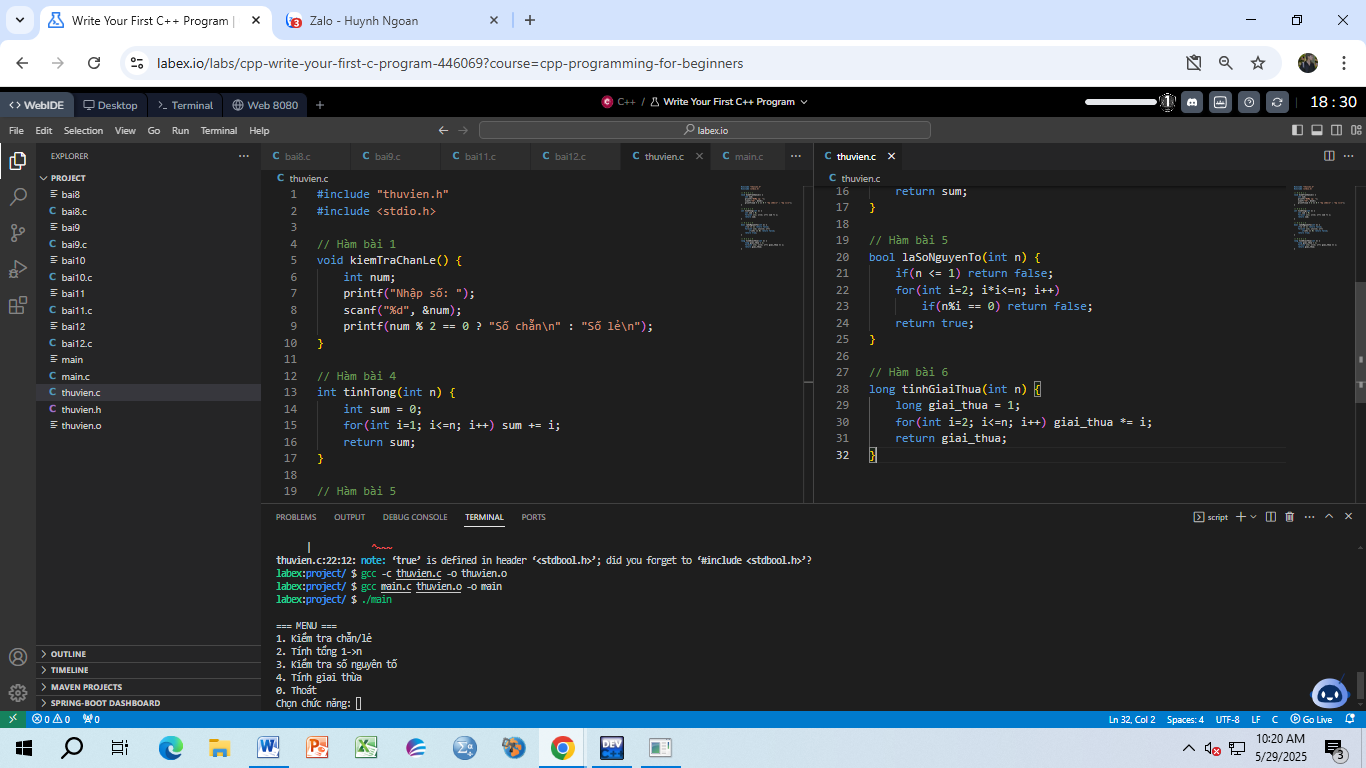 Write Your First C++ Program |
Zalo - Huynh Ngoan
labex.io/labs/cpp-write-your-first-c-program-446069?course=cpp-programming-for-beginners
WebIDE
Desktop
Terminal
Web 8080
C++ / Write Your First C++ Program
18:30
File Edit Selection View Go Run Terminal Help
labex.io
EXPLORER
PROJECT
bai8
bai8.c
bai9
bai9.c
bai10
bai10.c
bai11
bai11.c
bai12
bai12.c
main
main.c
thuvien.c
thuvien.h
thuvien.o
OUTLINE
TIMELINE
MAVEN PROJECTS
SPRING-BOOT DASHBOARD
bai8.c
bai9.c
bai11.c
bai12.c
thuvien.c
main.c
thuvien.c
1 #include "thuvien.h"
2 #include <stdio.h>
3
4 // Hàm bài 1
5 void kiemTraChanLe() {
6 int num;
7 printf("Nhập số: ");
8 scanf("%d", &num);
9 printf(num % 2 == 0 ? "Số chẵn\n" : "Số lẻ\n");
10 }
11
12 // Hàm bài 4
13 int tinhTong(int n) {
14 int sum = 0;
15 for(int i=1; i<=n; i++) sum += i;
16 return sum;
17 }
18
19 // Hàm bài 5
thuvien.c
thuvien.c
16 return sum;
17 }
18
19 // Hàm bài 5
20 bool laSoNguyenTo(int n) {
21 if(n <= 1) return false;
22 for(int i=2; i*i<=n; i++)
23 if(n%i == 0) return false;
24 return true;
25 }
26
27 // Hàm bài 6
28 long tinhGiaiThua(int n) {
29 long giai_thua = 1;
30 for(int i=2; i<=n; i++) giai_thua *= i;
31 return giai_thua;
32 }
PROBLEMS OUTPUT DEBUG CONSOLE TERMINAL PORTS
script
| ^~~~
thuvien.c:22:12: note: ‘true’ is defined in header ‘<stdbool.h>’; did you forget to ‘#include <stdbool.h>’?
labex:project/ $ gcc -c thuvien.c -o thuvien.o
labex:project/ $ gcc main.c thuvien.o -o main
labex:project/ $ ./main
=== MENU ===
1. Kiểm tra chẵn/lẻ
2. Tính tổng 1->n
3. Kiểm tra số nguyên tố
4. Tính giai thừa
0. Thoát
Chọn chức năng:
0 0 0
Ln 32, Col 2 Spaces: 4 UTF-8 LF C Go Live
10:20 AM
5/29/2025
3